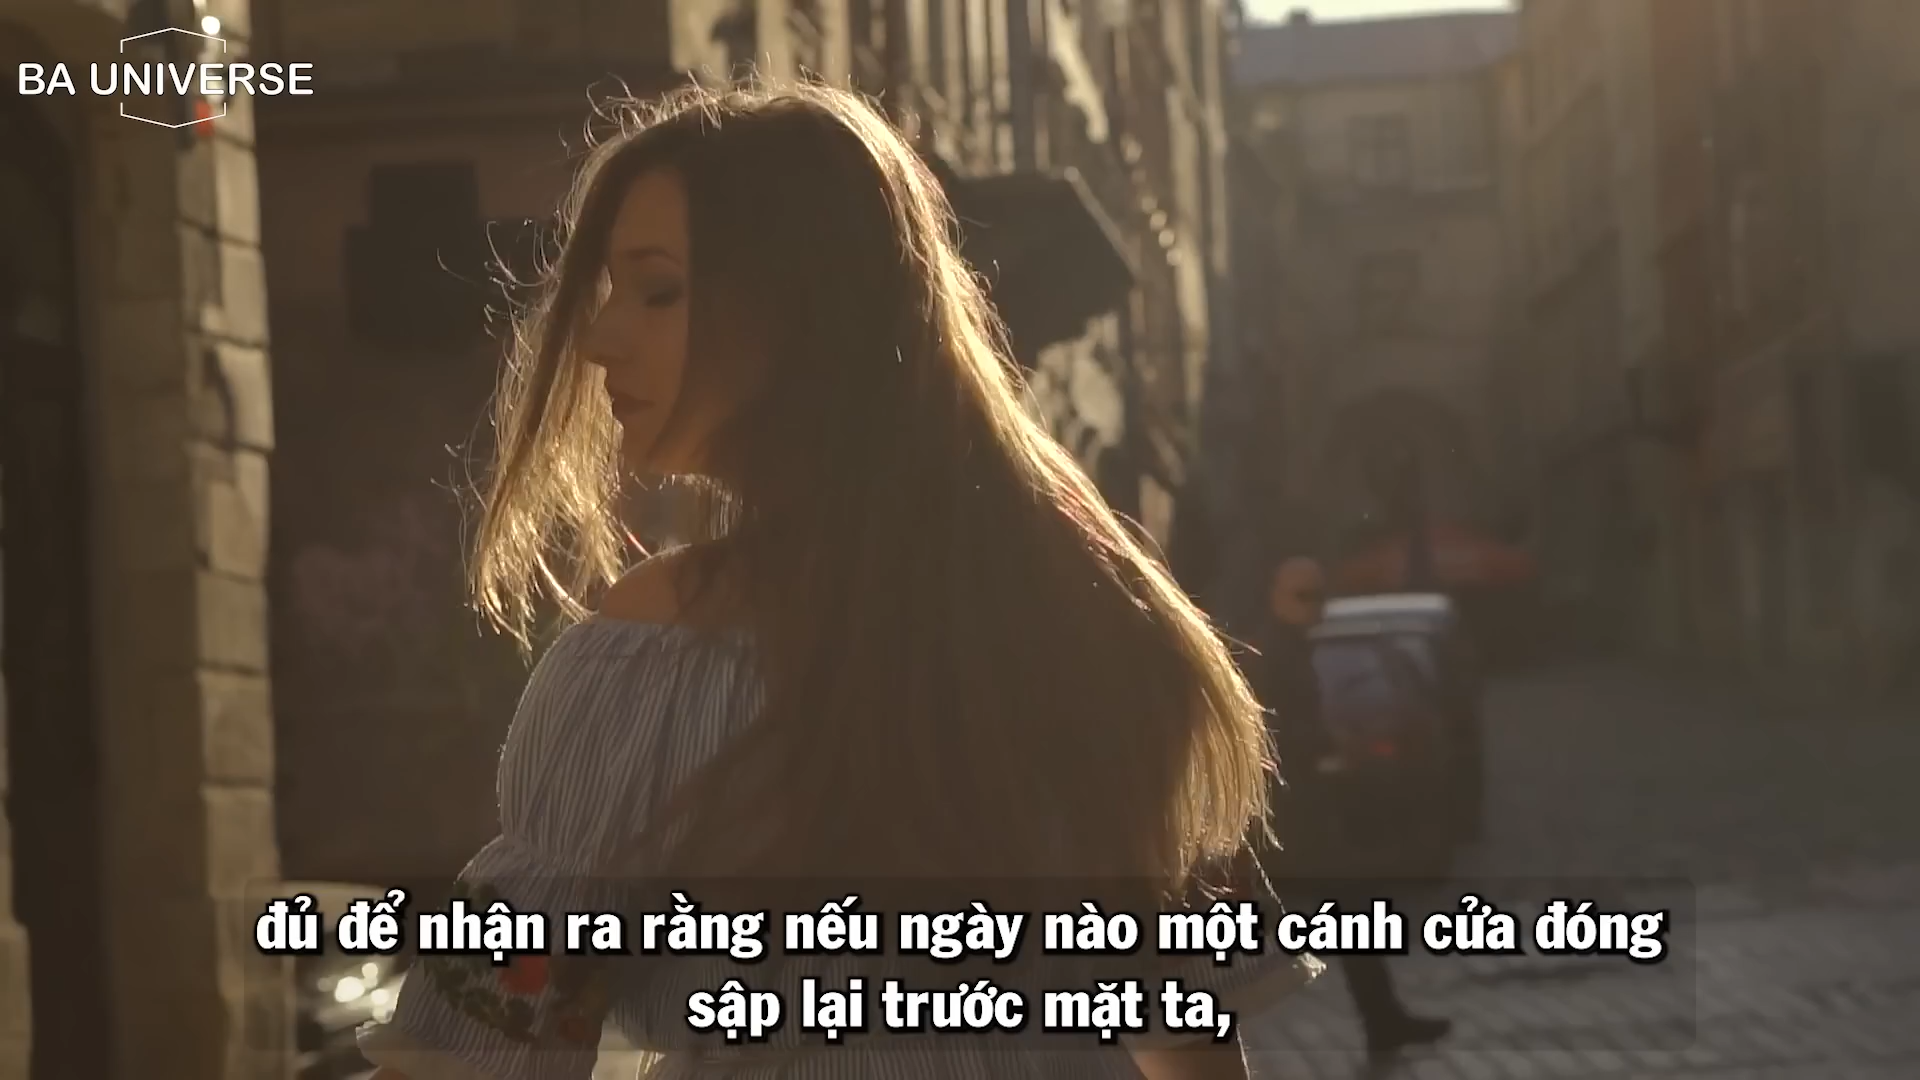 BA UNIVERSE
đủ để nhận ra rằng nếu ngày nào một cánh cửa đóng
sập lại trước mặt ta,